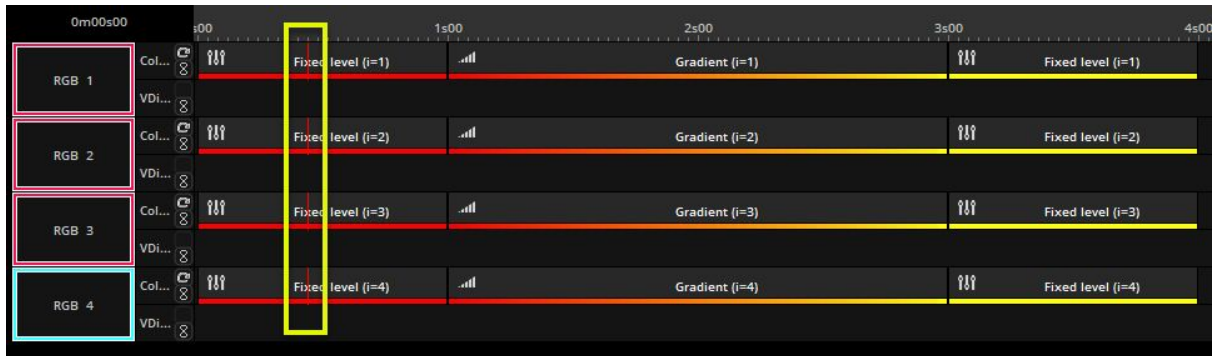 0m00s00
s00 1s00 2s00 3s00 4s00
RGB 1
Col... Fixed level (i=1) Gradient (i=1) Fixed level (i=1)
VDi...
RGB 2
Col... Fixed level (i=2) Gradient (i=2) Fixed level (i=2)
VDi...
RGB 3
Col... Fixed level (i=3) Gradient (i=3) Fixed level (i=3)
VDi...
RGB 4
Col... Fixed level (i=4) Gradient (i=4) Fixed level (i=4)
VDi...